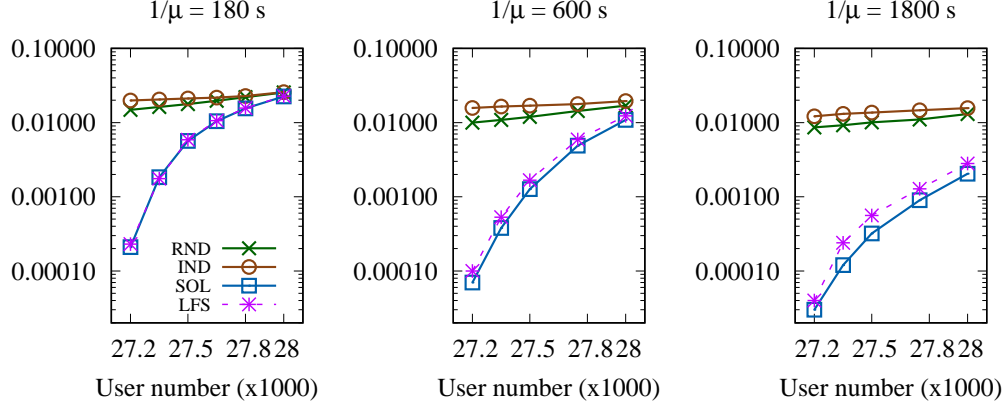 1/μ = 180 s
0.10000
0.01000
0.00100
0.00010
RND
IND
SOL
LFS
27.2 27.5 27.8 28
User number (x1000)
1/μ = 600 s
0.10000
0.01000
0.00100
0.00010
27.2 27.5 27.8 28
User number (x1000)
1/μ = 1800 s
0.10000
0.01000
0.00100
0.00010
27.2 27.5 27.8 28
User number (x1000)